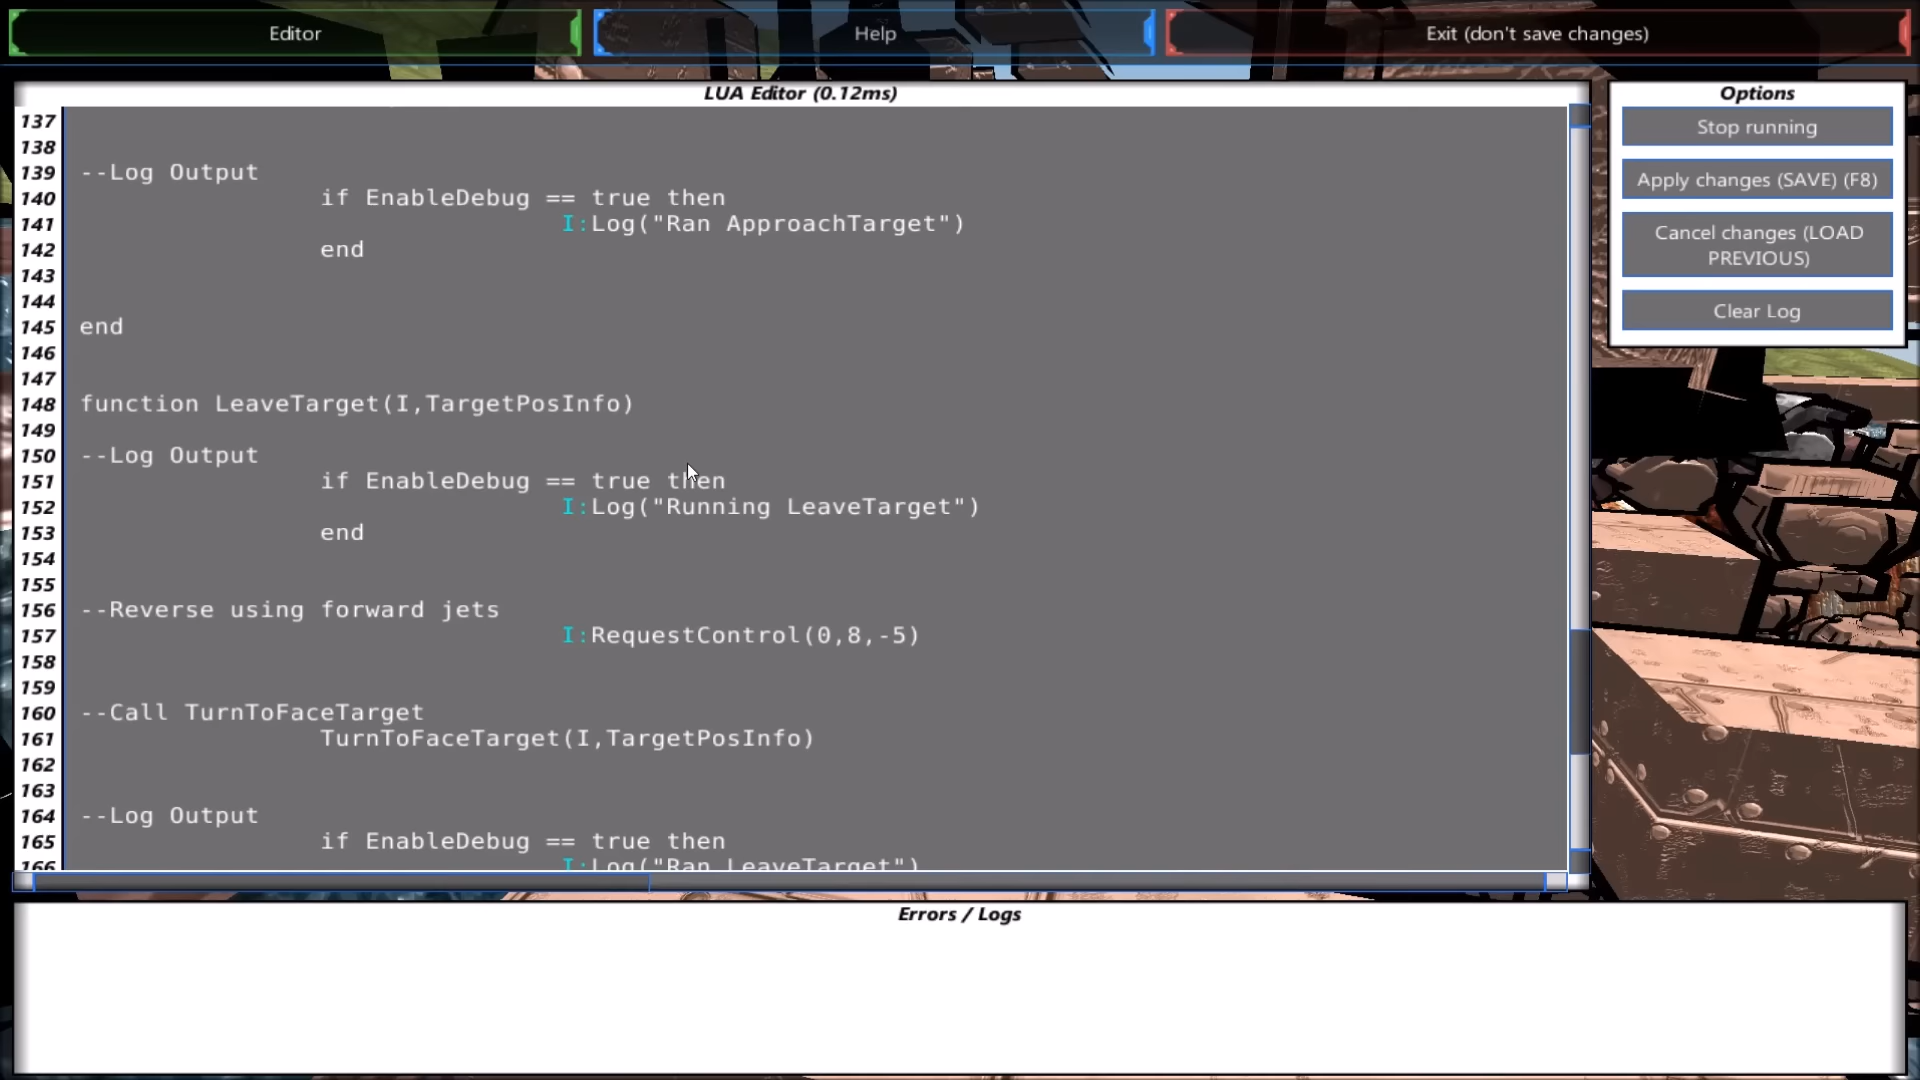 Editor
Help
Exit (don't save changes)
LUA Editor (0.12ms)
Options
Stop running
Apply changes (SAVE) (F8)
Cancel changes (LOAD
PREVIOUS)
Clear Log
137
138
139 --Log Output
140 if EnableDebug == true then
141 I:Log("Ran ApproachTarget")
142 end
143
144
145 end
146
147
148 function LeaveTarget(I,TargetPosInfo)
149
150 --Log Output
151 if EnableDebug == true then
152 I:Log("Running LeaveTarget")
153 end
154
155
156 --Reverse using forward jets
157 I:RequestControl(0,8,-5)
158
159
160 --Call TurnToFaceTarget
161 TurnToFaceTarget(I,TargetPosInfo)
162
163
164 --Log Output
165 if EnableDebug == true then
166 I:Log("Ran LeaveTarget")
Errors / Logs